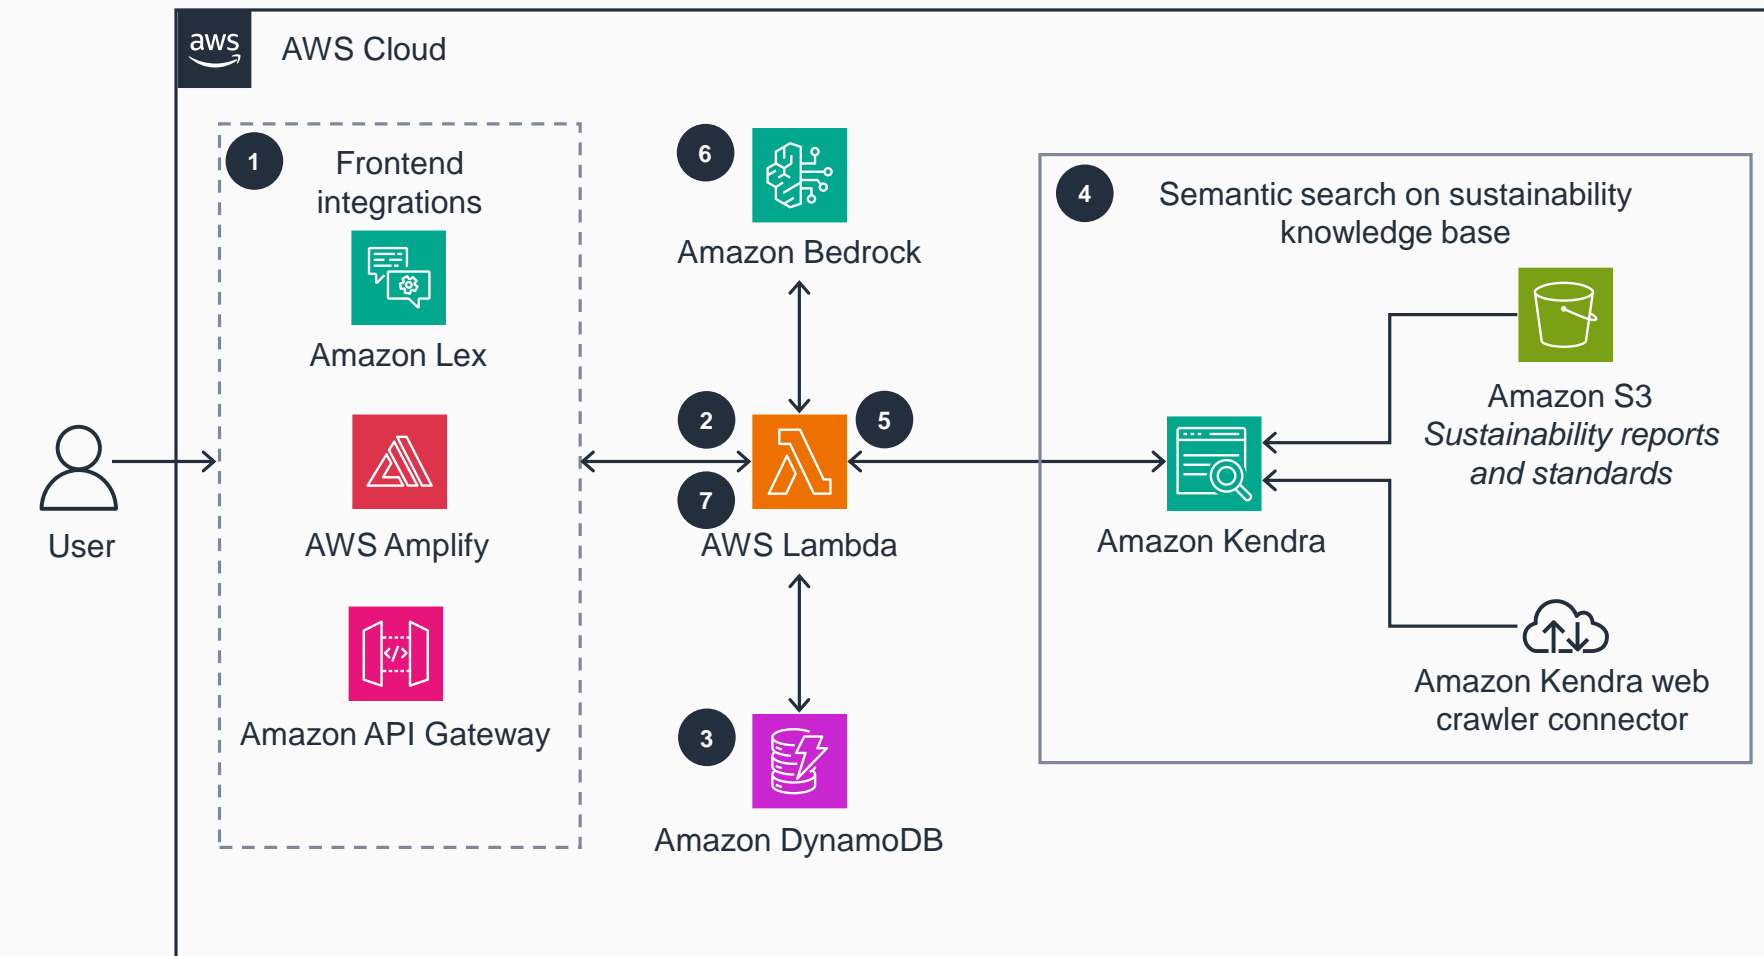 aws
AWS Cloud
1
Frontend
integrations
Amazon Lex
AWS Amplify
</>
Amazon API Gateway
User
6
Amazon Bedrock
2
5
7
AWS Lambda
3
Amazon DynamoDB
4
Semantic search on sustainability
knowledge base
Amazon S3
Sustainability reports
and standards
Amazon Kendra
Amazon Kendra web
crawler connector